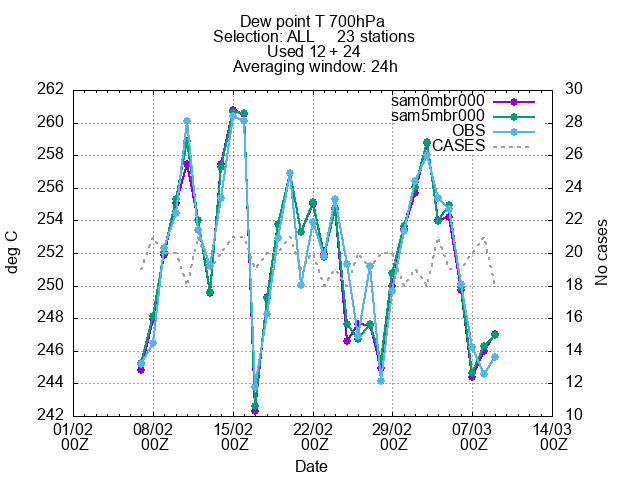 Dew point T 700hPa
Selection: ALL 23 stations
Used 12 + 24
Averaging window: 24h
262 30
260 28
258 26
256 24
254 22
252 20
250 18
248 16
246 14
244 12
242 10
sam0mbr000
sam5mbr000
OBS
CASES
deg C
No cases
01/02 08/02 15/02 22/02 29/02 07/03 14/03
00Z 00Z 00Z 00Z 00Z 00Z 00Z
Date